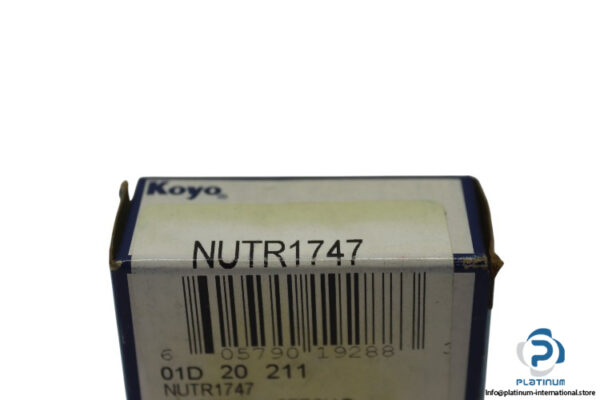 Koyo®
NUTR1747
6 05790 19288 3
01D 20 211
NUTR1747
PLATINUM
info@platinum-international.store